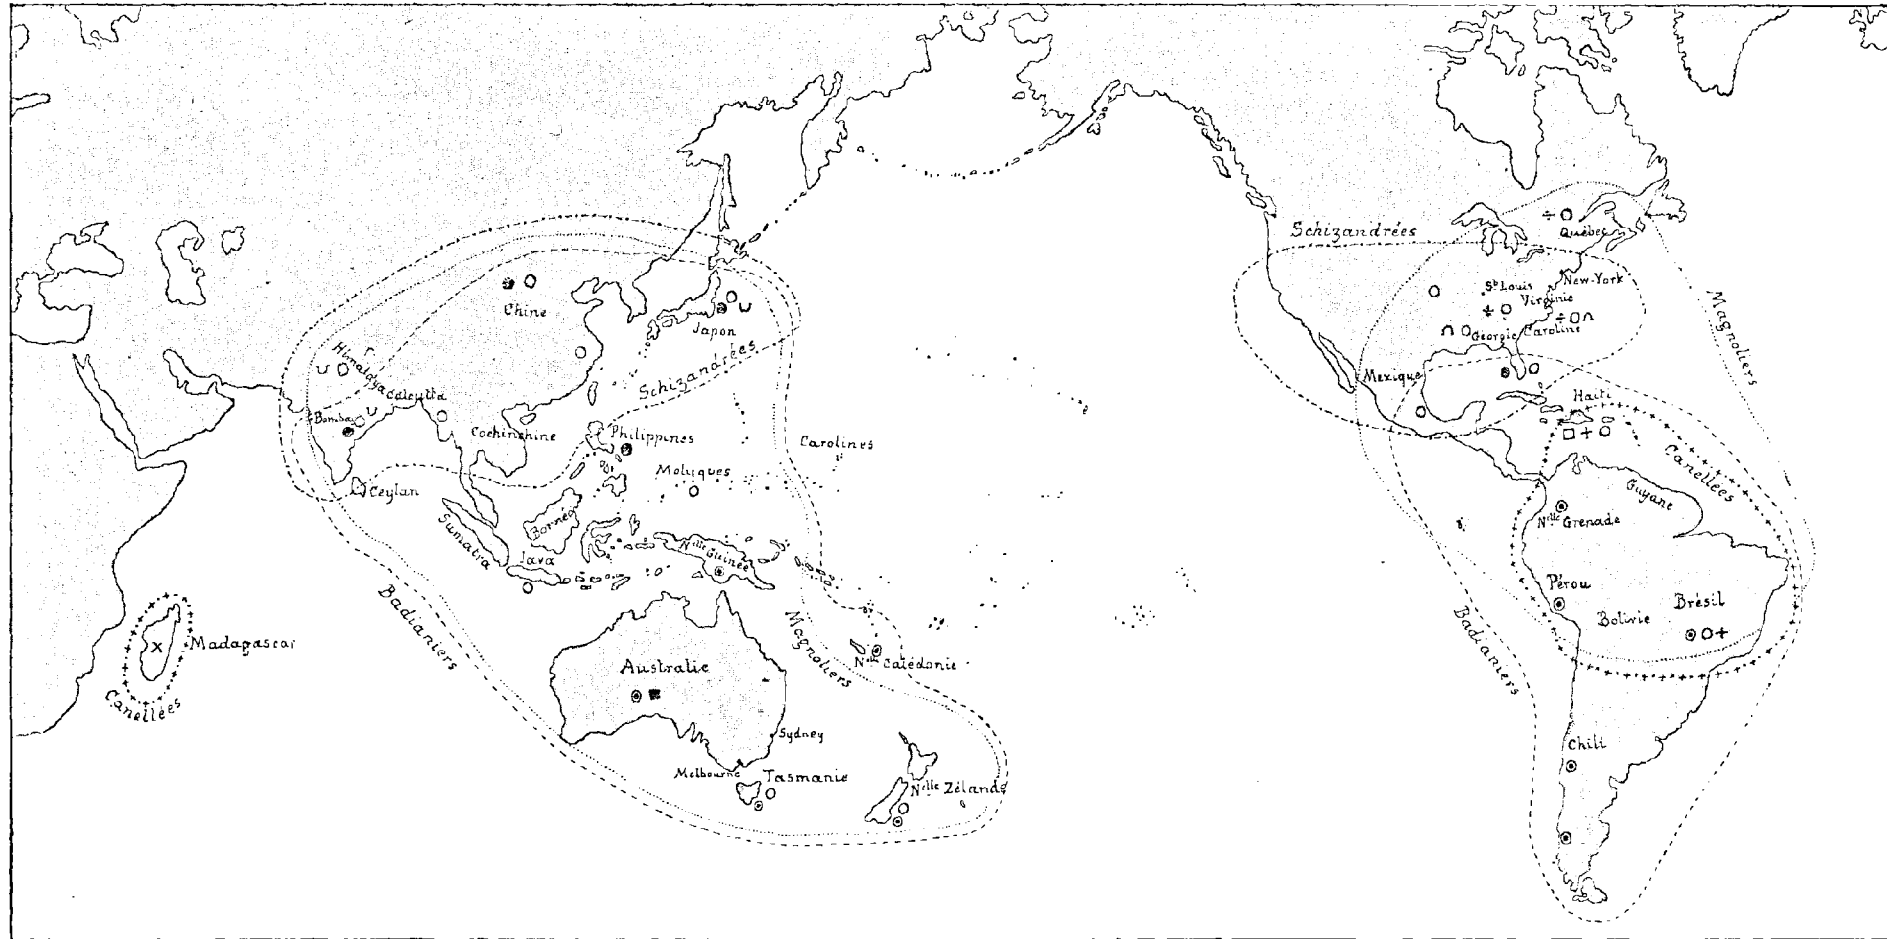 Schizandrées
Québec
St Louis
New-York
Virginie
Chine
Japon
Georgie
Caroline
Magnoliers
Himalaya
Schizandrées
Mexique
Calcutta
Haïti
Bombay
Cochinchine
Philippines
Carolines
Moluques
Canellées
Ceylan
Guyane
Sumatra
Bornéo
Nlle Grenade
Java
Nlle Guinée
Pérou
Brésil
Badianiers
Bolivie
Magnoliers
Badianiers
Madagascar
Australie
Nlle Calédonie
Canellées
Sydney
Chili
Melbourne
Tasmanie
Nlle Zélande